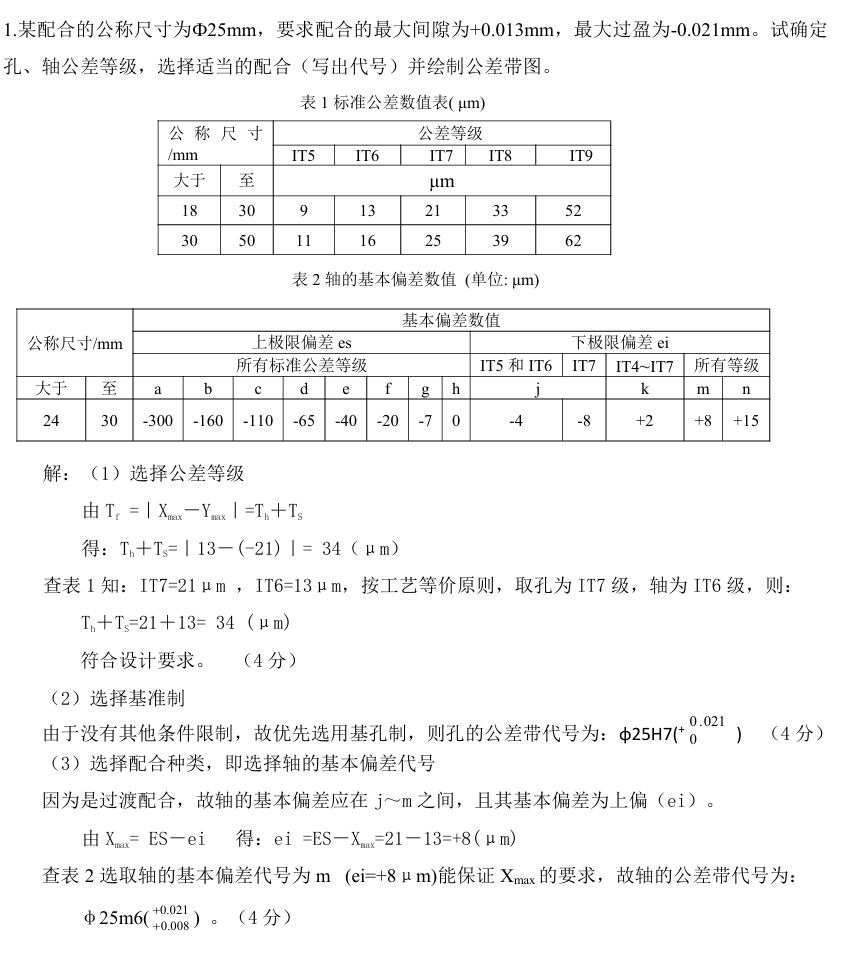 1.某配合的公称尺寸为Φ25mm，要求配合的最大间隙为+0.013mm，最大过盈为-0.021mm。试确定
孔、轴公差等级，选择适当的配合（写出代号）并绘制公差带图。
表 1 标准公差数值表( μm)
公 称 尺 寸 /mm 公差等级
IT5 IT6 IT7 IT8 IT9
大于 至 μm
18 30 9 13 21 33 52
30 50 11 16 25 39 62
表 2 轴的基本偏差数值 (单位: μm)
公称尺寸/mm 基本偏差数值
上极限偏差 es 下极限偏差 ei
所有标准公差等级 IT5 和 IT6 IT7 IT4~IT7 所有等级
大于 至 a b c d e f g h j k m n
24 30 -300 -160 -110 -65 -40 -20 -7 0 -4 -8 +2 +8 +15
解：（1）选择公差等级
由 Tf =∣Xmax－Ymax∣=Th＋TS
得：Th＋TS=∣13－(-21)∣= 34（μm）
查表 1 知：IT7=21μm ，IT6=13μm，按工艺等价原则，取孔为 IT7 级，轴为 IT6 级，则：
Th＋TS=21＋13= 34 (μm)
符合设计要求。 （4 分）
（2）选择基准制
由于没有其他条件限制，故优先选用基孔制，则孔的公差带代号为：ф25H7(+ 0.021 0 ) （4 分）
（3）选择配合种类，即选择轴的基本偏差代号
因为是过渡配合，故轴的基本偏差应在 j～m 之间，且其基本偏差为上偏（ei）。
由 Xmax= ES－ei 得：ei =ES－Xmax=21－13=+8(μm)
查表 2 选取轴的基本偏差代号为 m (ei=+8μm)能保证 Xmax 的要求，故轴的公差带代号为：
φ25m6( +0.021 +0.008 ) 。（4 分）